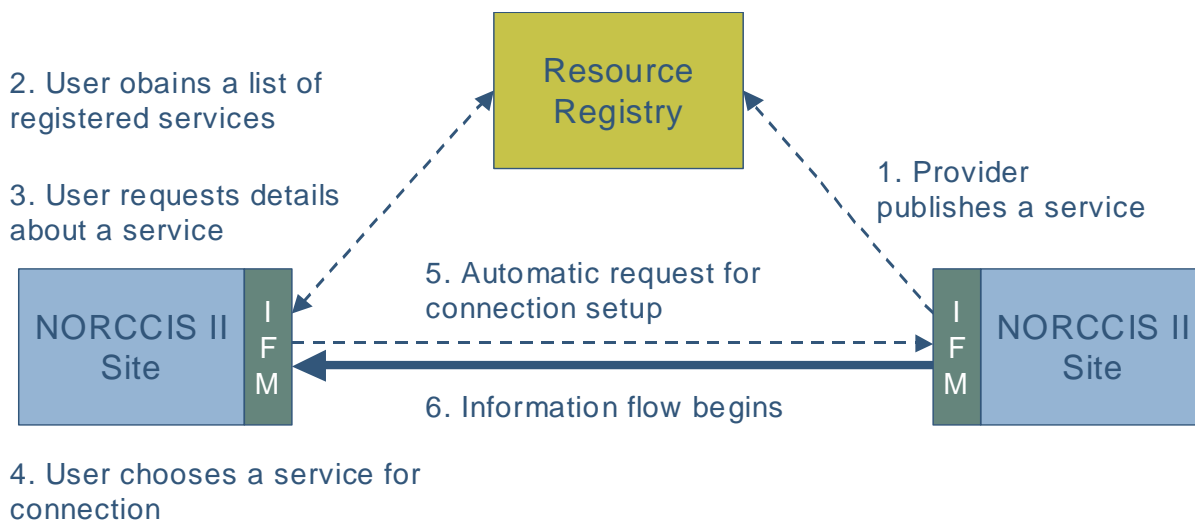 Resource
Registry
2. User obains a list of
registered services
3. User requests details
about a service
1. Provider
publishes a service
5. Automatic request for
connection setup
NORCCIS II
Site
I
F
M
I
F
M
NORCCIS II
Site
6. Information flow begins
4. User chooses a service for
connection